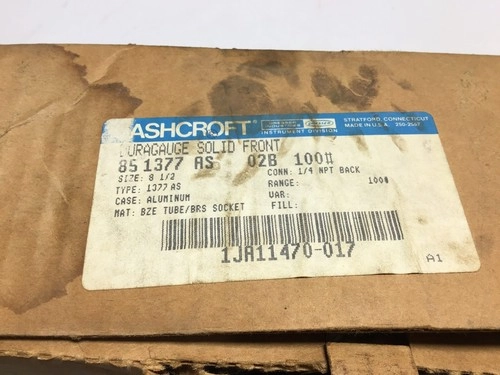 ASHCROFT®
INSTRUMENT DIVISION
STRATFORD, CONNECTICUT
MADE IN U.S.A.
DURAGAUGE SOLID FRONT
85 1377 AS 02B 100#
SIZE: 8 1/2 CONN: 1/4 NPT BACK
TYPE: 1377 AS RANGE: 100#
CASE: ALUMINUM VAR:
MAT: BZE TUBE/BRS SOCKET FILL:
1JA11470-017
A1